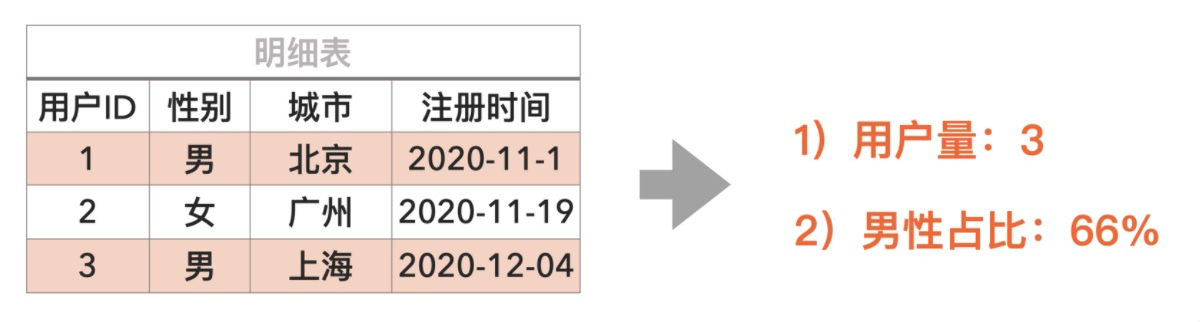 明细表
用户ID 性别 城市 注册时间
1 男 北京 2020-11-1
2 女 广州 2020-11-19
3 男 上海 2020-12-04
1）用户量：3
2）男性占比：66%